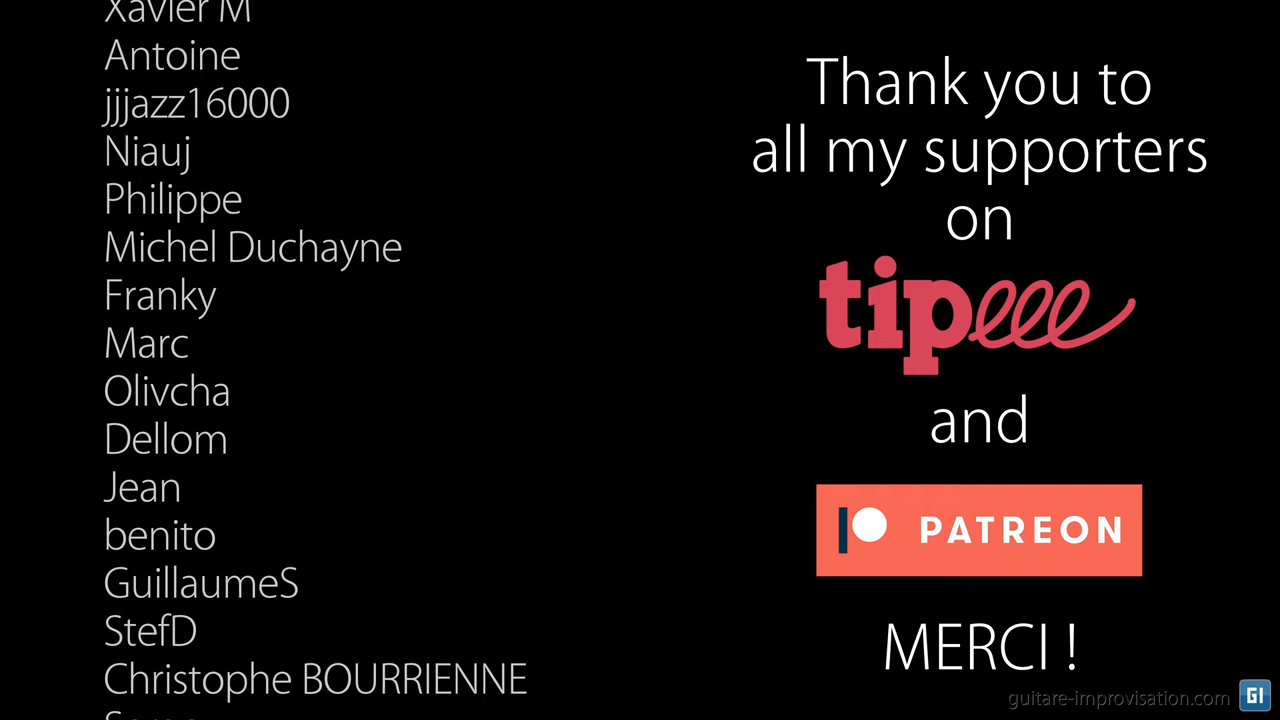 Xavier M
Antoine
jjjazz16000
Niauj
Philippe
Michel Duchayne
Franky
Marc
Olivcha
Dellom
Jean
benito
GuillaumeS
StefD
Christophe BOURRIENNE
Thank you to
all my supporters
on
tipeee
and
PATREON
MERCI !
guitare-improvisation.com GI